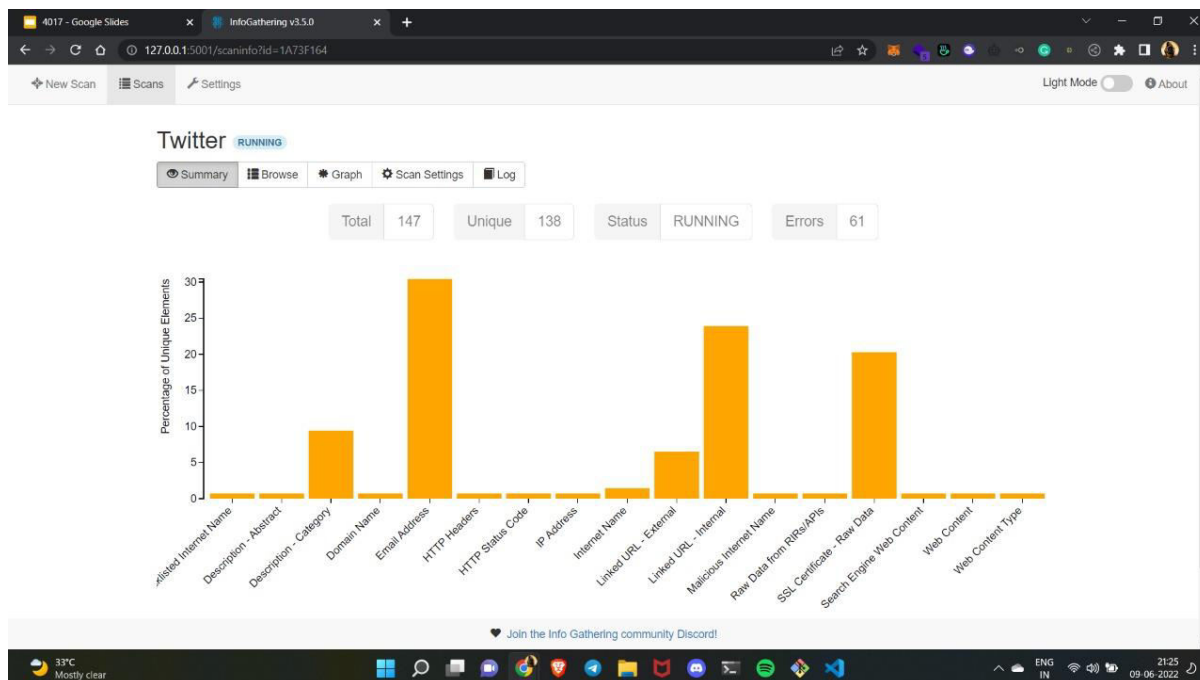 4017 - Google Slides
InfoGathering v3.5.0
127.0.0.1:5001/scaninfo?id=1A73F164
New Scan Scans Settings Light Mode About
Twitter RUNNING
Summary Browse Graph Scan Settings Log
Total 147 Unique 138 Status RUNNING Errors 61
Percentage of Unique Elements
30
25
20
15
10
5
0
klisted Internet Name
Description - Abstract
Description - Category
Domain Name
Email Address
HTTP Headers
HTTP Status Code
IP Address
Internet Name
Linked URL - External
Linked URL - Internal
Malicious Internet Name
Raw Data from RIRs/APIs
SSL Certificate - Raw Data
Search Engine Web Content
Web Content
Web Content Type
Join the Info Gathering community Discord!
33°C
Mostly clear
ENG
IN
21:25
09-06-2022